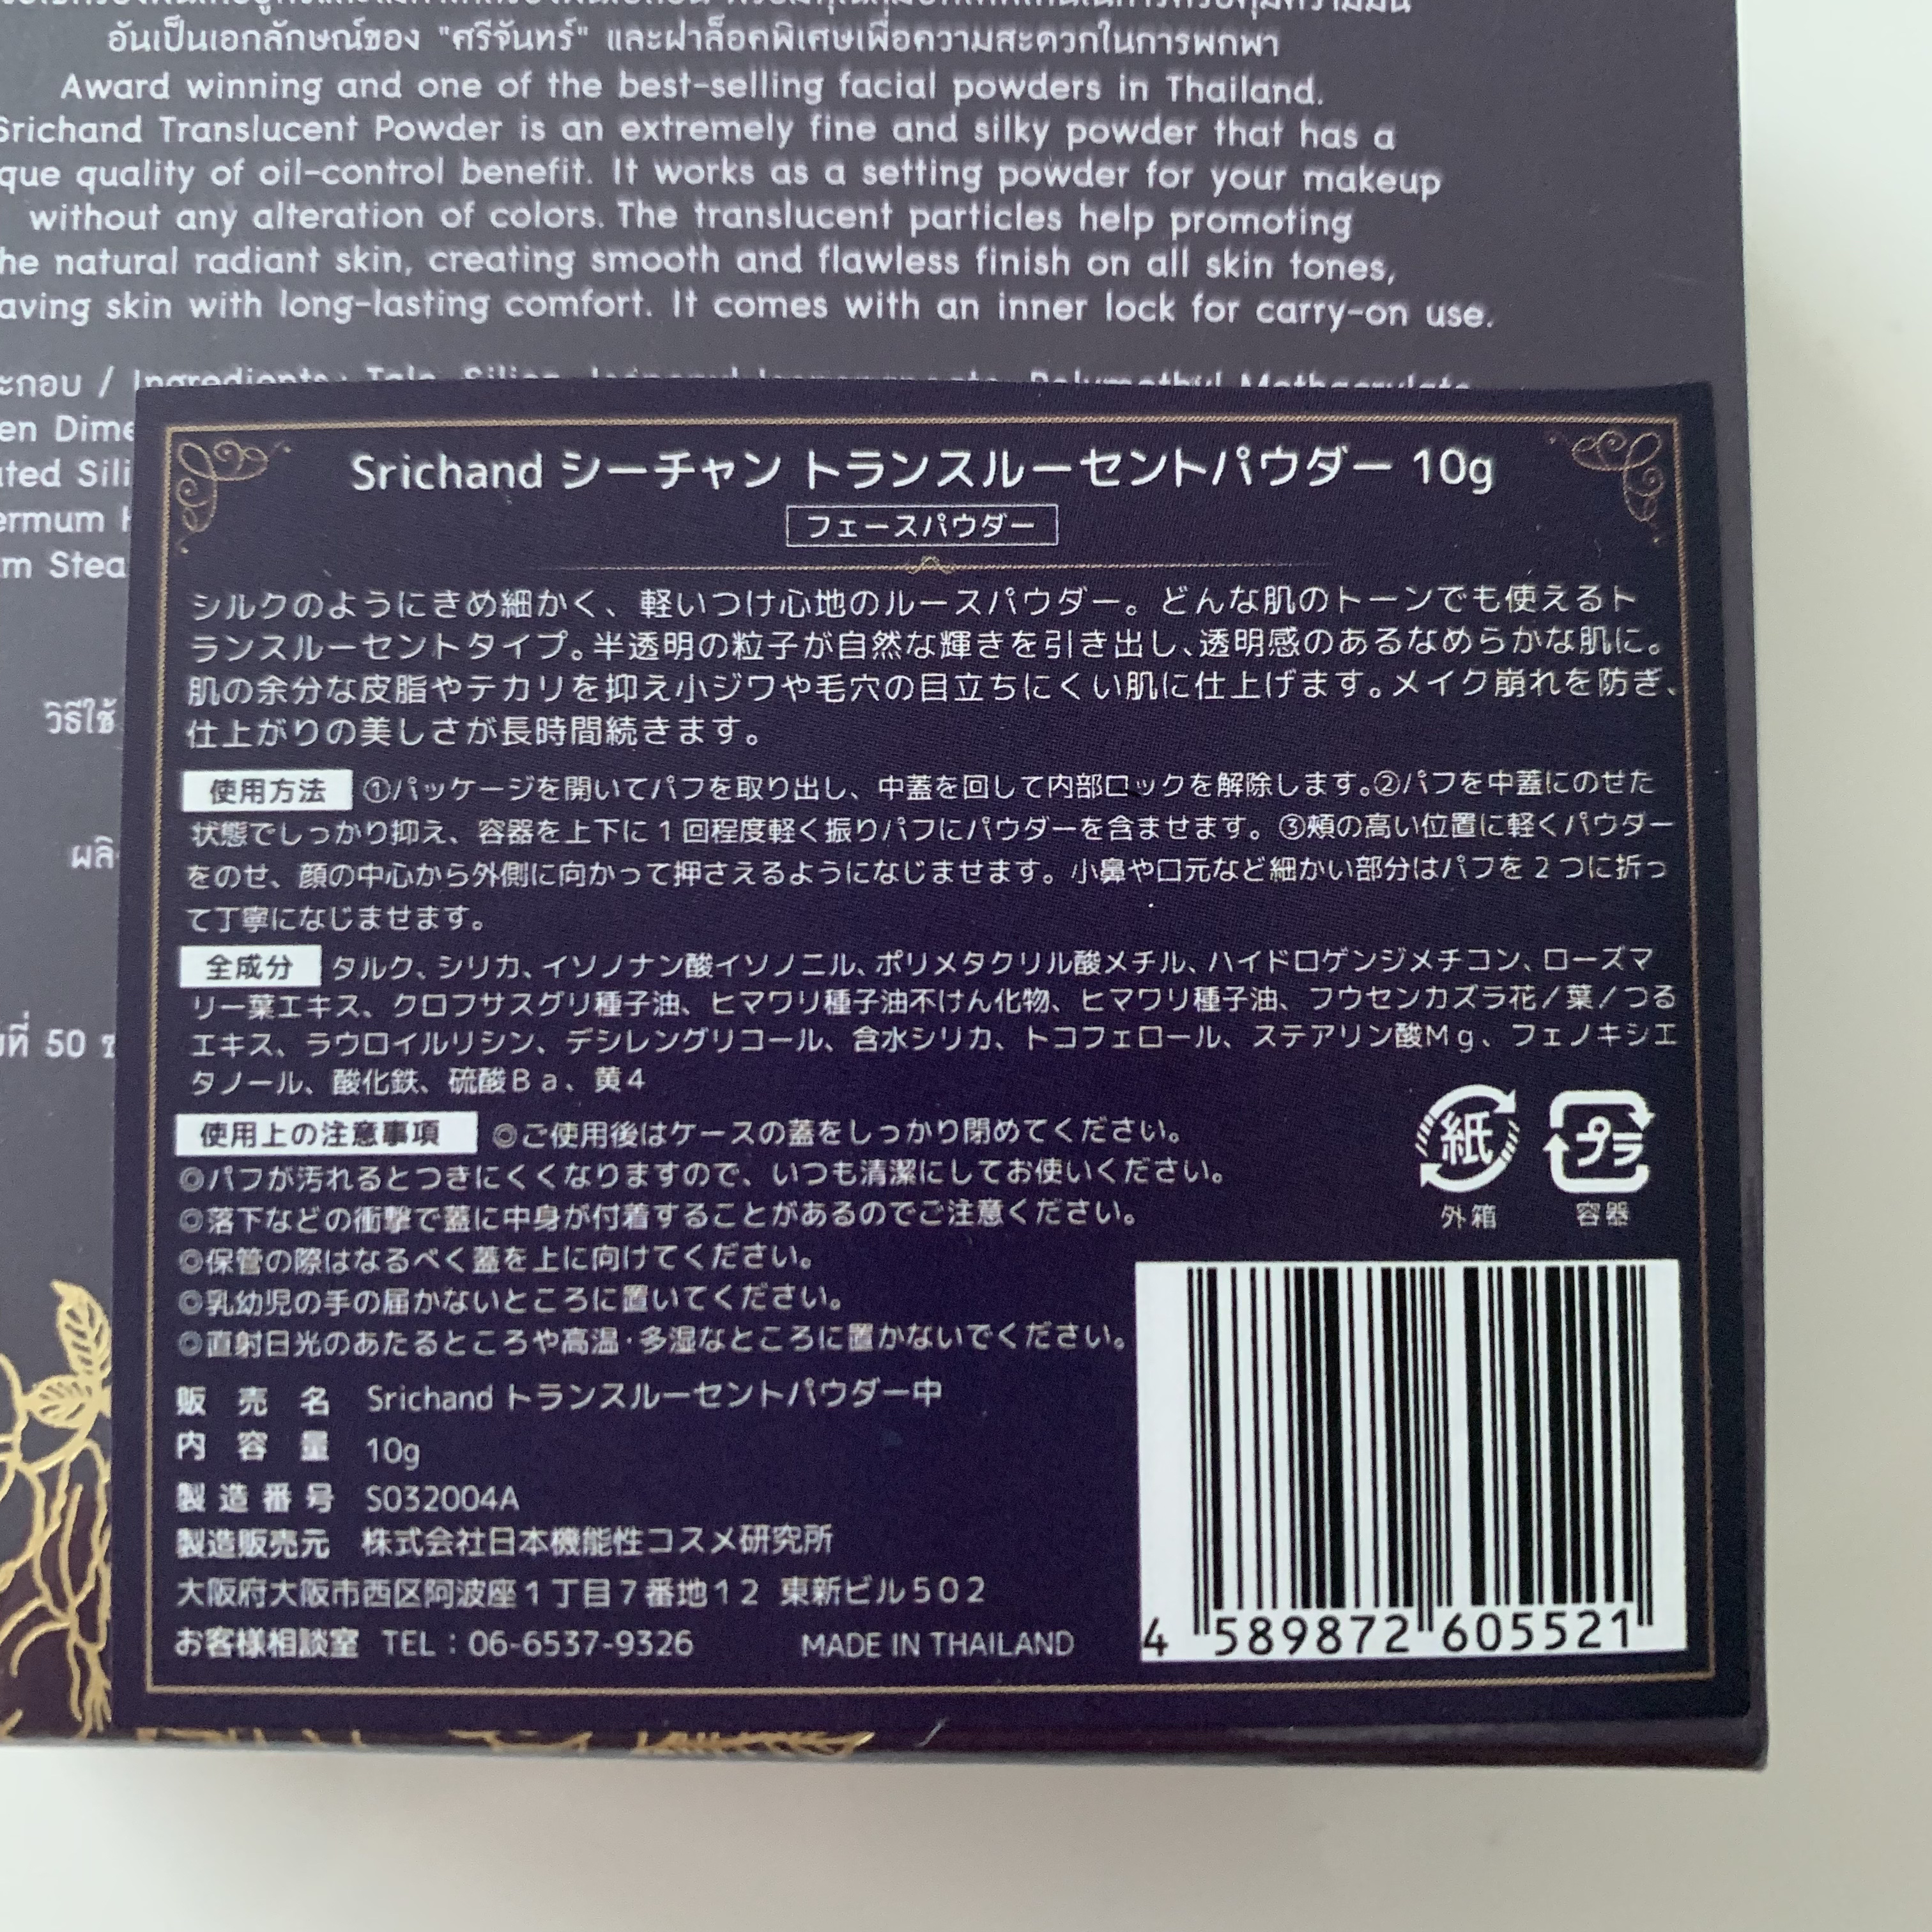 อันเป็นเอกลักษณ์ของ "ศรีจันทร์" และฝาล็อคพิเศษเพื่อความสะดวกในการพกพา
Award winning and one of the best-selling facial powders in Thailand.
Srichand Translucent Powder is an extremely fine and silky powder that has a
que quality of oil-control benefit. It works as a setting powder for your makeup
without any alteration of colors. The translucent particles help promoting
he natural radiant skin, creating smooth and flawless finish on all skin tones,
aving skin with long-lasting comfort. It comes with an inner lock for carry-on use.
ะกอบ / Ingredients : Talc, Silica, Isononyl Isononanoate, Polymethyl Methacrylate
en Dime
ated Sili
ermum H
m Stea
วิธีใช้
ผลิ
ที่ 50 ซ
Srichand シーチャン トランスルーセントパウダー 10g
フェースパウダー
シルクのようにきめ細かく、軽いつけ心地のルースパウダー。どんな肌のトーンでも使えるト
ランスルーセントタイプ。半透明の粒子が自然な輝きを引き出し、透明感のあるなめらかな肌に。
肌の余分な皮脂やテカリを抑え小ジワや毛穴の目立ちにくい肌に仕上げます。メイク崩れを防ぎ、
仕上がりの美しさが長時間続きます。
使用方法 ①パッケージを開いてパフを取り出し、中蓋を回して内部ロックを解除します。②パフを中蓋にのせた
状態でしっかり抑え、容器を上下に1回程度軽く振りパフにパウダーを含ませます。③頬の高い位置に軽くパウダー
をのせ、顔の中心から外側に向かって押さえるようになじませます。小鼻や口元など細かい部分はパフを2つに折っ
て丁寧になじませます。
全成分 タルク、シリカ、イソノナン酸イソノニル、ポリメタクリル酸メチル、ハイドロゲンジメチコン、ローズマ
リー葉エキス、クロフサスグリ種子油、ヒマワリ種子油不けん化物、ヒマワリ種子油、フウセンカズラ花/葉/つる
エキス、ラウロイルリシン、デシレングリコール、含水シリカ、トコフェロール、ステアリン酸Mg、フェノキシエ
タノール、酸化鉄、硫酸Ba、黄4
使用上の注意事項 ◎ご使用後はケースの蓋をしっかり閉めてください。
◎パフが汚れるとつきにくくなりますので、いつも清潔にしてお使いください。
◎落下などの衝撃で蓋に中身が付着することがあるのでご注意ください。
◎保管の際はなるべく蓋を上に向けてください。
◎乳幼児の手の届かないところに置いてください。
◎直射日光のあたるところや高温・多湿なところに置かないでください。
紙 プラ
外箱 容器
販売名 Srichand トランスルーセントパウダー中
内容量 10g
製造番号 S032004A
製造販売元 株式会社日本機能性コスメ研究所
大阪府大阪市西区阿波座1丁目7番地12 東新ビル502
お客様相談室 TEL：06-6537-9326 MADE IN THAILAND
4 589872 605521